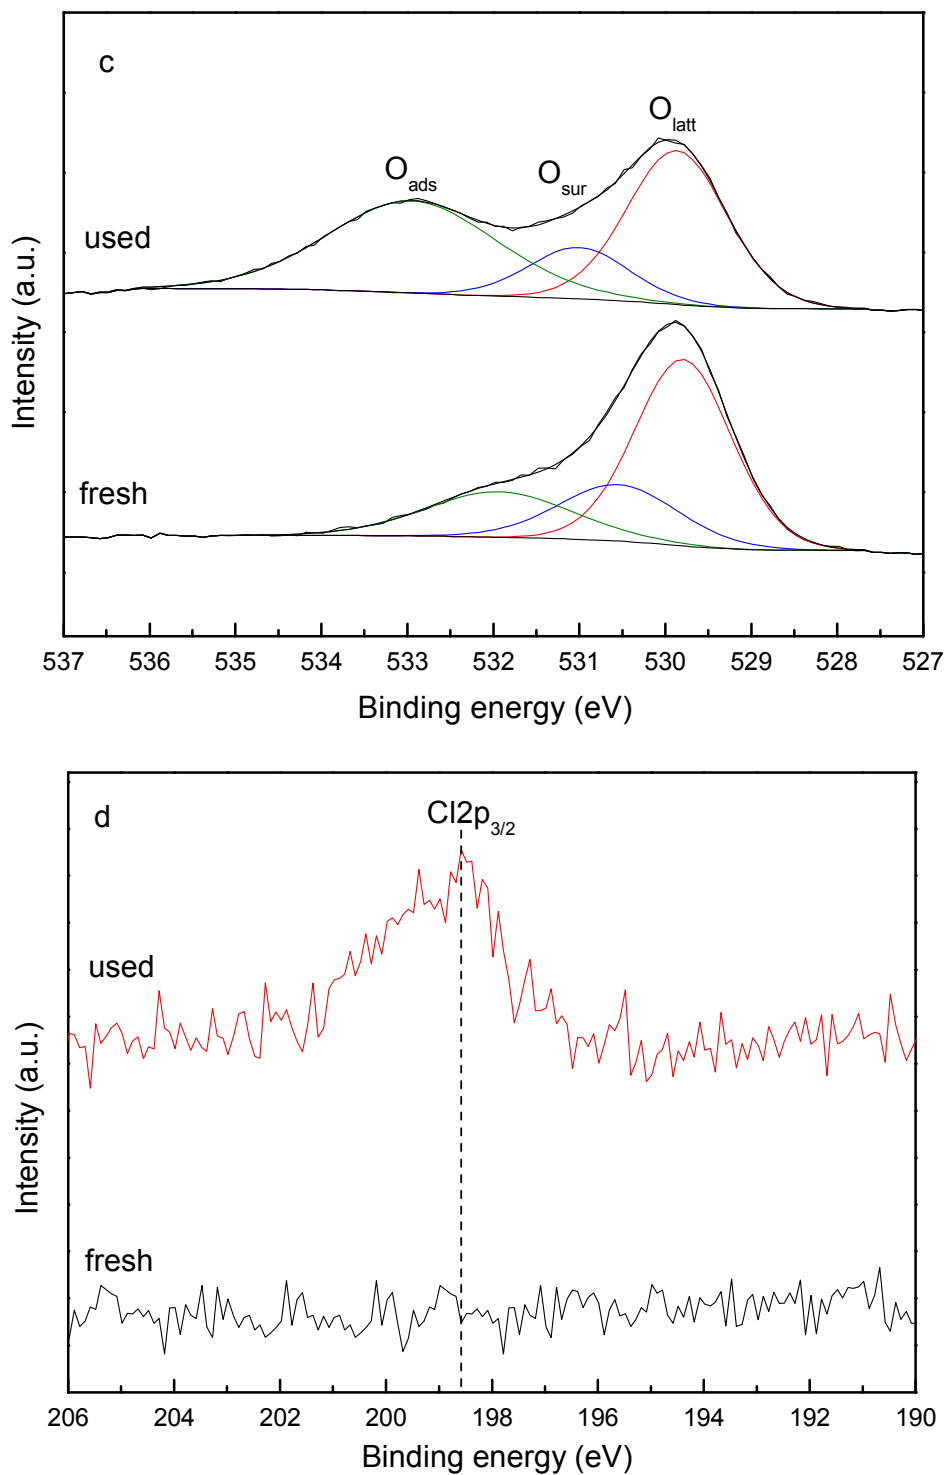 c
O_latt
O_ads
O_sur
used
fresh
Intensity (a.u.)
537 536 535 534 533 532 531 530 529 528 527
Binding energy (eV)
d
Cl2p_3/2
used
fresh
Intensity (a.u.)
206 204 202 200 198 196 194 192 190
Binding energy (eV)